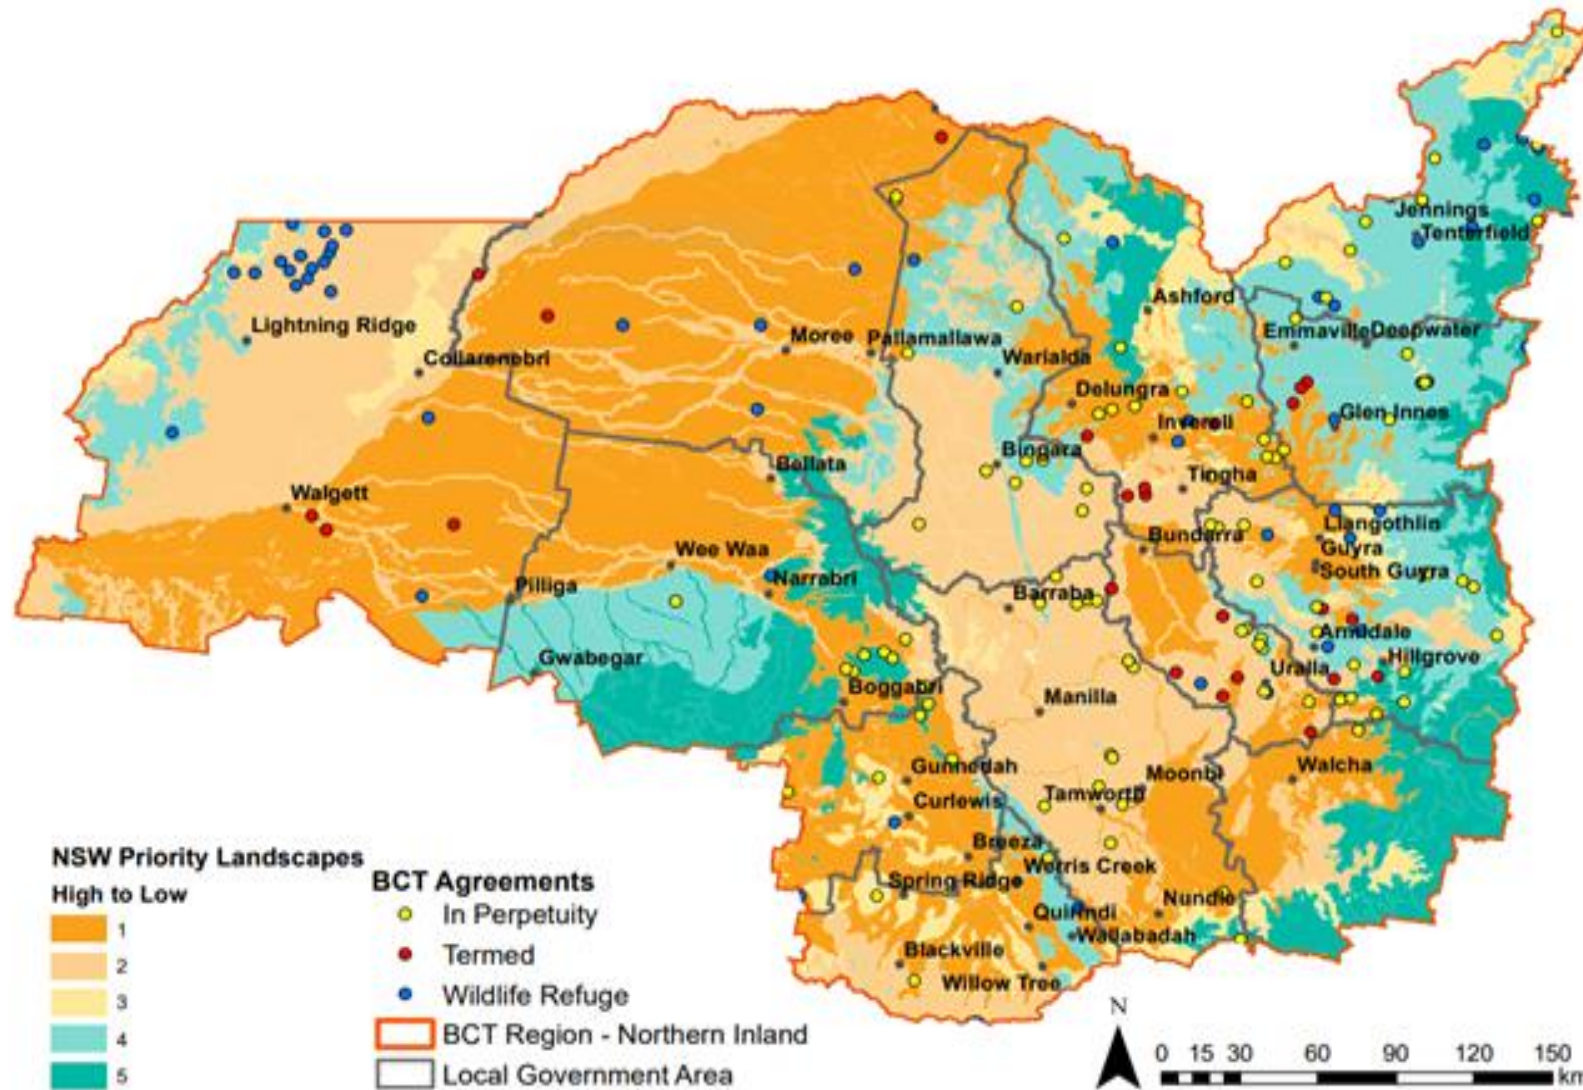 Jennings
Tenterfield
Ashford
Lightning Ridge
Emmaville Deepwater
Moree Pallamallawa
Collarenebri
Warialda
Delungra
Glen Innes
Inverell
Bingara
Bellata
Tingha
Walgett
Llangothlin
Bundarra
Guyra
Wee Waa
South Guyra
Narrabri
Pilliga
Barraba
Armidale
Gwabegar
Uralla
Hillgrove
Boggabri
Manilla
Gunnedah
Moonbi
Walcha
Curlewis
Tamworth
Breeza
Werris Creek
Spring Ridge
Nundle
Quirindi
Wallabadah
Blackville
Willow Tree
NSW Priority Landscapes
High to Low
1
2
3
4
5
BCT Agreements
In Perpetuity
Termed
Wildlife Refuge
BCT Region - Northern Inland
Local Government Area
N
0 15 30 60 90 120 150
km